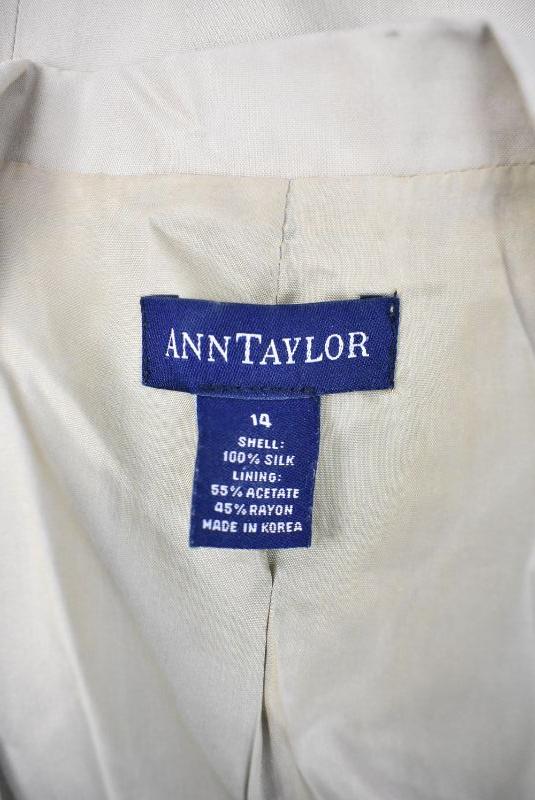 ANNTAYLOR
14
SHELL:
100% SILK
LINING:
55% ACETATE
45% RAYON
MADE IN KOREA